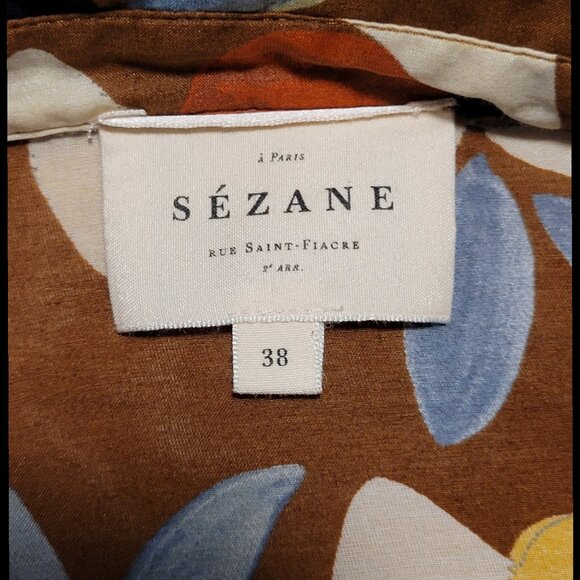 à Paris
SÉZANE
rue Saint-Fiacre
2e arr.
38